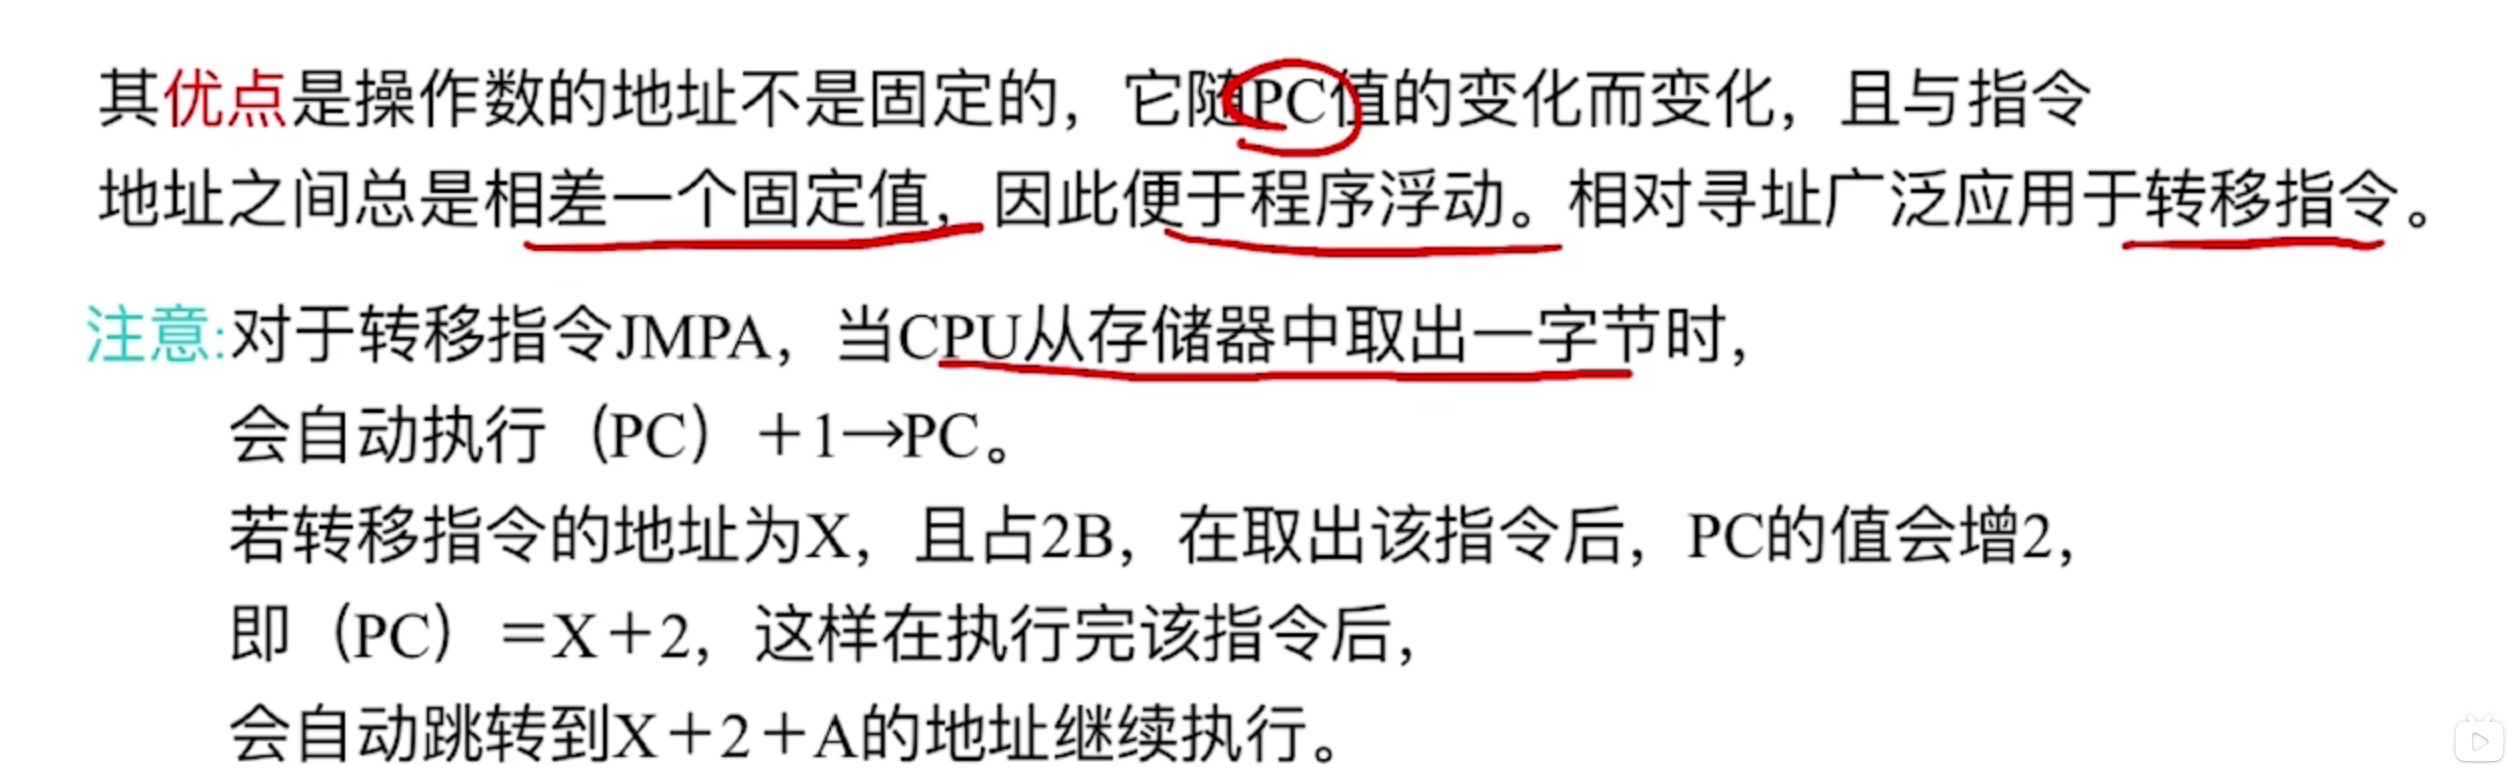 其优点是操作数的地址不是固定的，它随PC值的变化而变化，且与指令
地址之间总是相差一个固定值，因此便于程序浮动。相对寻址广泛应用于转移指令。
注意:对于转移指令JMPA，当CPU从存储器中取出一字节时，
会自动执行（PC）+1→PC。
若转移指令的地址为X，且占2B，在取出该指令后，PC的值会增2，
即（PC）=X+2，这样在执行完该指令后，
会自动跳转到X+2+A的地址继续执行。